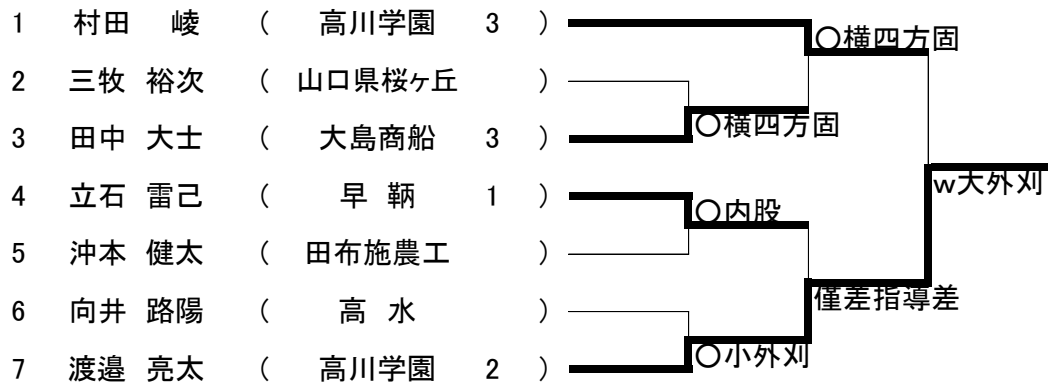 1 村田 崚 ( 高川学園 3 )
○横四方固
2 三牧 裕次 ( 山口県桜ヶ丘 )
○横四方固
3 田中 大士 ( 大島商船 3 )
w大外刈
4 立石 雷己 ( 早鞆 1 )
○内股
5 沖本 健太 ( 田布施農工 )
僅差指導差
6 向井 路陽 ( 高水 )
○小外刈
7 渡邉 亮太 ( 高川学園 2 )